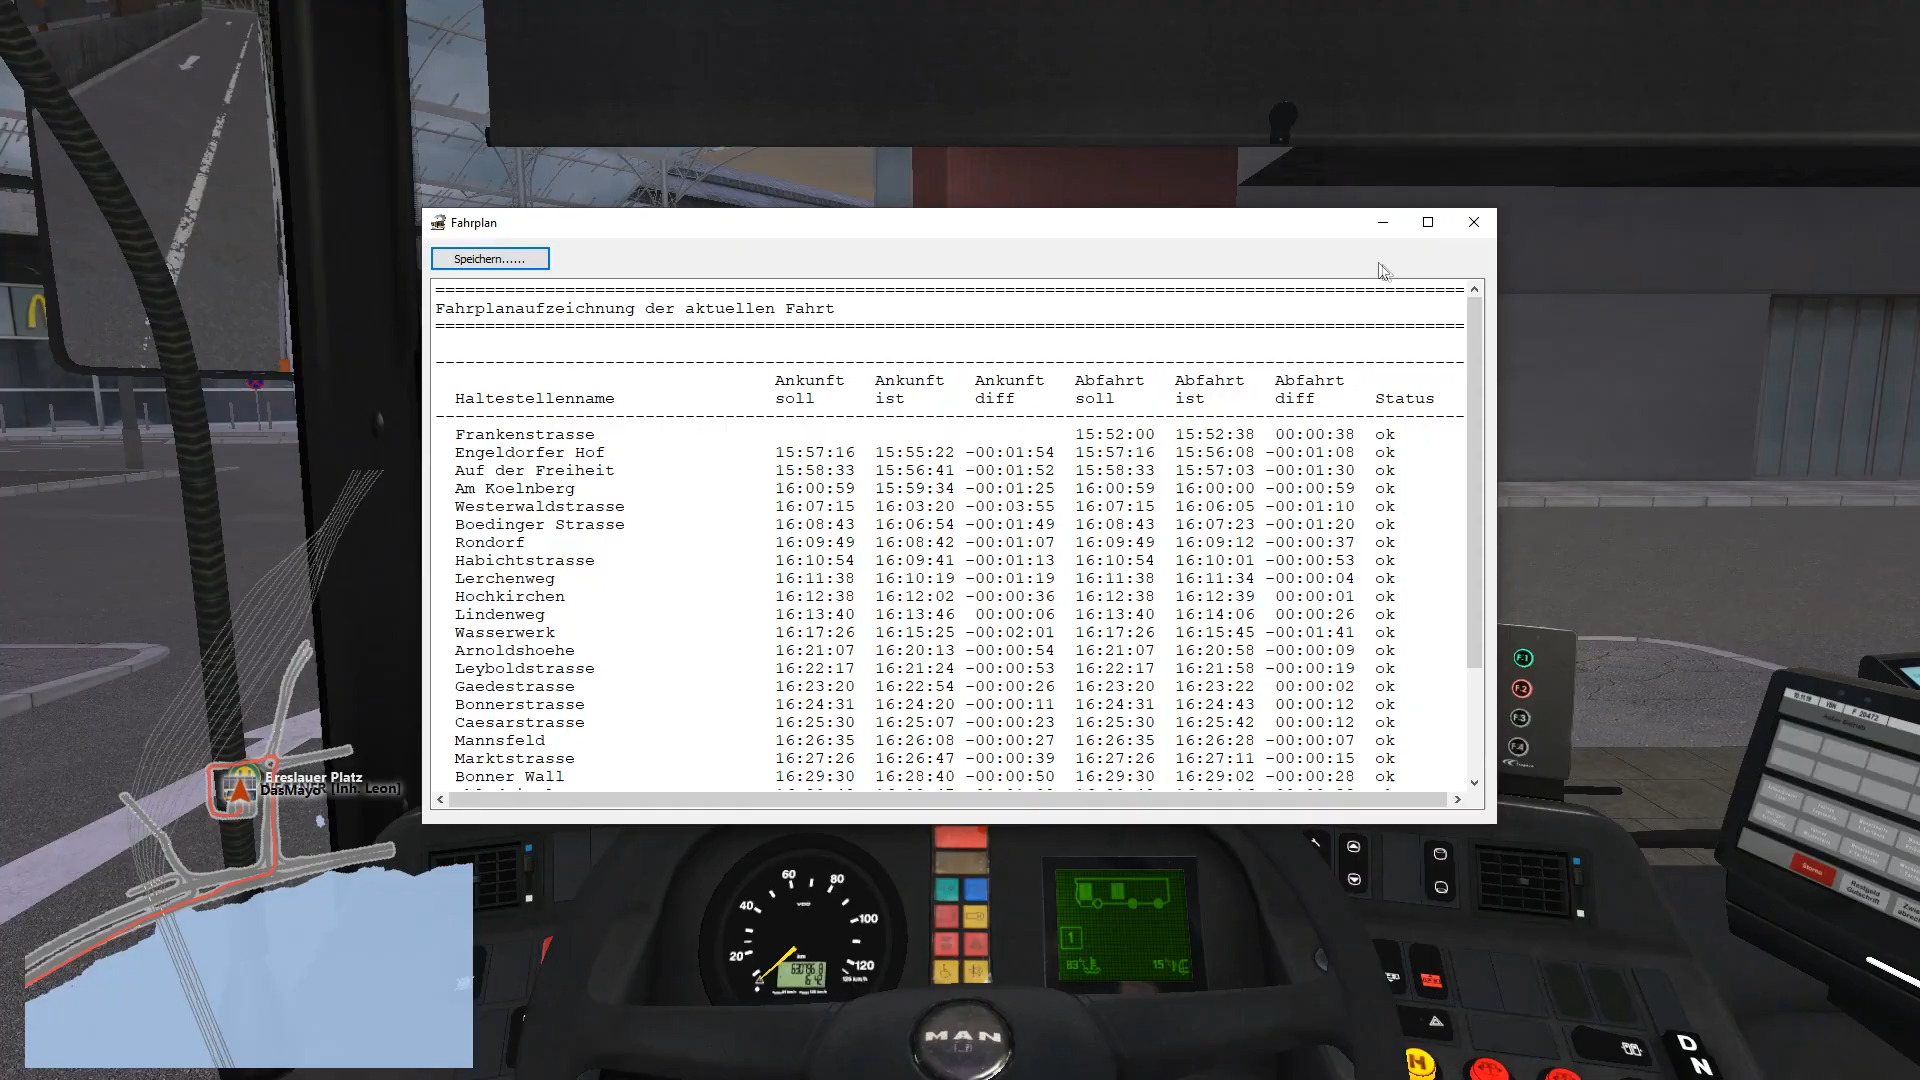 Fahrplan
Speichern......
Fahrplanaufzeichnung der aktuellen Fahrt
Ankunft Ankunft Ankunft Abfahrt Abfahrt Abfahrt
Haltestellenname soll ist diff soll ist diff Status
Frankenstrasse 15:52:00 15:52:38 00:00:38 ok
Engeldorfer Hof 15:57:16 15:55:22 -00:01:54 15:57:16 15:56:08 -00:01:08 ok
Auf der Freiheit 15:58:33 15:56:41 -00:01:52 15:58:33 15:57:03 -00:01:30 ok
Am Koelnberg 16:00:59 15:59:34 -00:01:25 16:00:59 16:00:00 -00:00:59 ok
Westerwaldstrasse 16:07:15 16:03:20 -00:03:55 16:07:15 16:06:05 -00:01:10 ok
Boedinger Strasse 16:08:43 16:06:54 -00:01:49 16:08:43 16:07:23 -00:01:20 ok
Rondorf 16:09:49 16:08:42 -00:01:07 16:09:49 16:09:12 -00:00:37 ok
Habichtstrasse 16:10:54 16:09:41 -00:01:13 16:10:54 16:10:01 -00:00:53 ok
Lerchenweg 16:11:38 16:10:19 -00:01:19 16:11:38 16:11:34 -00:00:04 ok
Hochkirchen 16:12:38 16:12:02 -00:00:36 16:12:38 16:12:39 00:00:01 ok
Lindenweg 16:13:40 16:13:46 00:00:06 16:13:40 16:14:06 00:00:26 ok
Wasserwerk 16:17:26 16:15:25 -00:02:01 16:17:26 16:15:45 -00:01:41 ok
Arnoldshoehe 16:21:07 16:20:13 -00:00:54 16:21:07 16:20:58 -00:00:09 ok
Leyboldstrasse 16:22:17 16:21:24 -00:00:53 16:22:17 16:21:58 -00:00:19 ok
Gaedestrasse 16:23:20 16:22:54 -00:00:26 16:23:20 16:23:22 00:00:02 ok
Bonnerstrasse 16:24:31 16:24:20 -00:00:11 16:24:31 16:24:43 00:00:12 ok
Caesarstrasse 16:25:30 16:25:07 -00:00:23 16:25:30 16:25:42 00:00:12 ok
Mannsfeld 16:26:35 16:26:08 -00:00:27 16:26:35 16:26:28 -00:00:07 ok
Marktstrasse 16:27:26 16:26:47 -00:00:39 16:27:26 16:27:11 -00:00:15 ok
Bonner Wall 16:29:30 16:28:40 -00:00:50 16:29:30 16:29:02 -00:00:28 ok
Breslauer Platz
DasMayo [Inh. Leon]
F1
F2
F3
F4
20 40 60 80 100 120
km
1
83°
15°
MAN
Storno
H
D
N